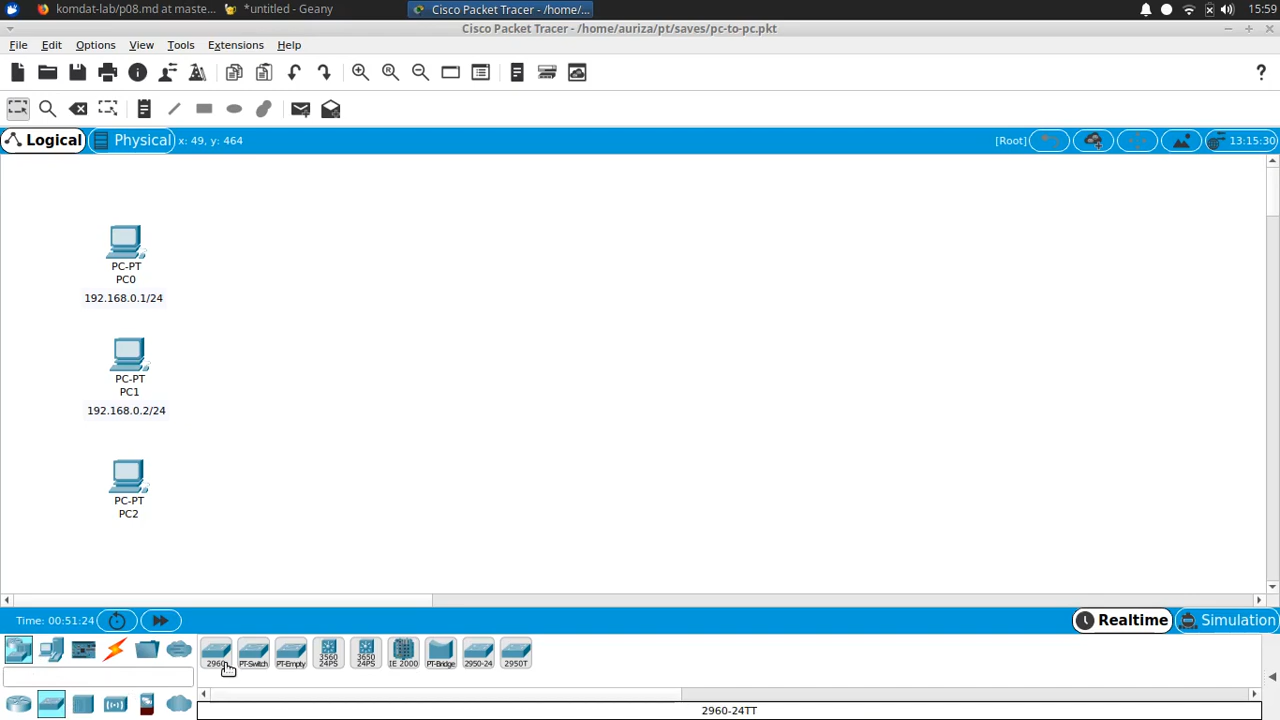 komdat-lab/p08.md at maste...
*untitled - Geany
Cisco Packet Tracer - /home/...
15:59
Cisco Packet Tracer - /home/auriza/pt/saves/pc-to-pc.pkt
File Edit Options View Tools Extensions Help
Logical Physical x: 49, y: 464 [Root] 13:15:30
PC-PT
PC0
192.168.0.1/24
PC-PT
PC1
192.168.0.2/24
PC-PT
PC2
Time: 00:51:24 Realtime Simulation
2960 PT-Switch PT-Empty 3560 24PS 3650 24PS IE 2000 PT-Bridge 2950-24 2950T
2960-24TT